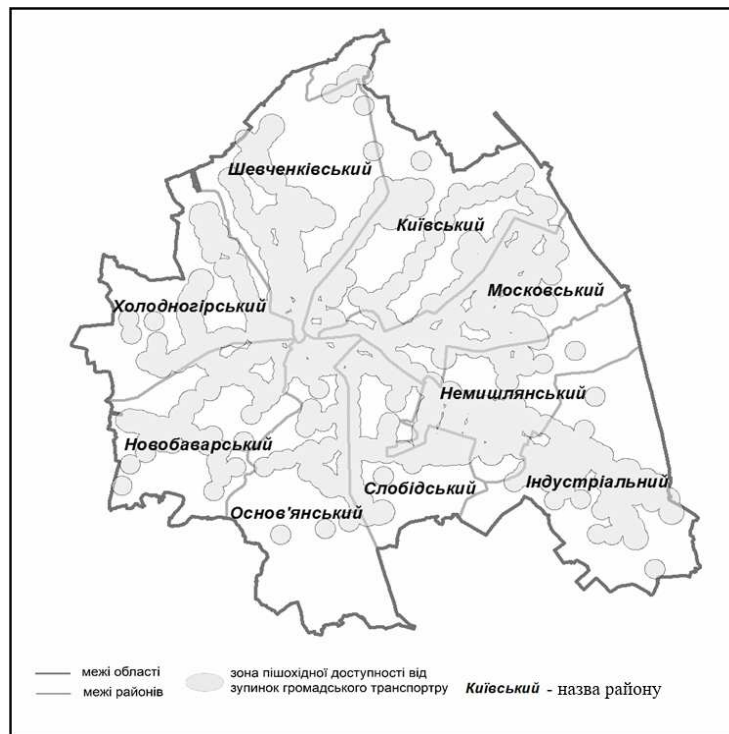 Шевченківський
Київський
Холодногірський
Московський
Немишлянський
Новобаварський
Індустріальний
Слобідський
Основ'янський
межі області
межі районів
зона пішохідної доступності від
зупинок громадського транспортру
Київський - назва району